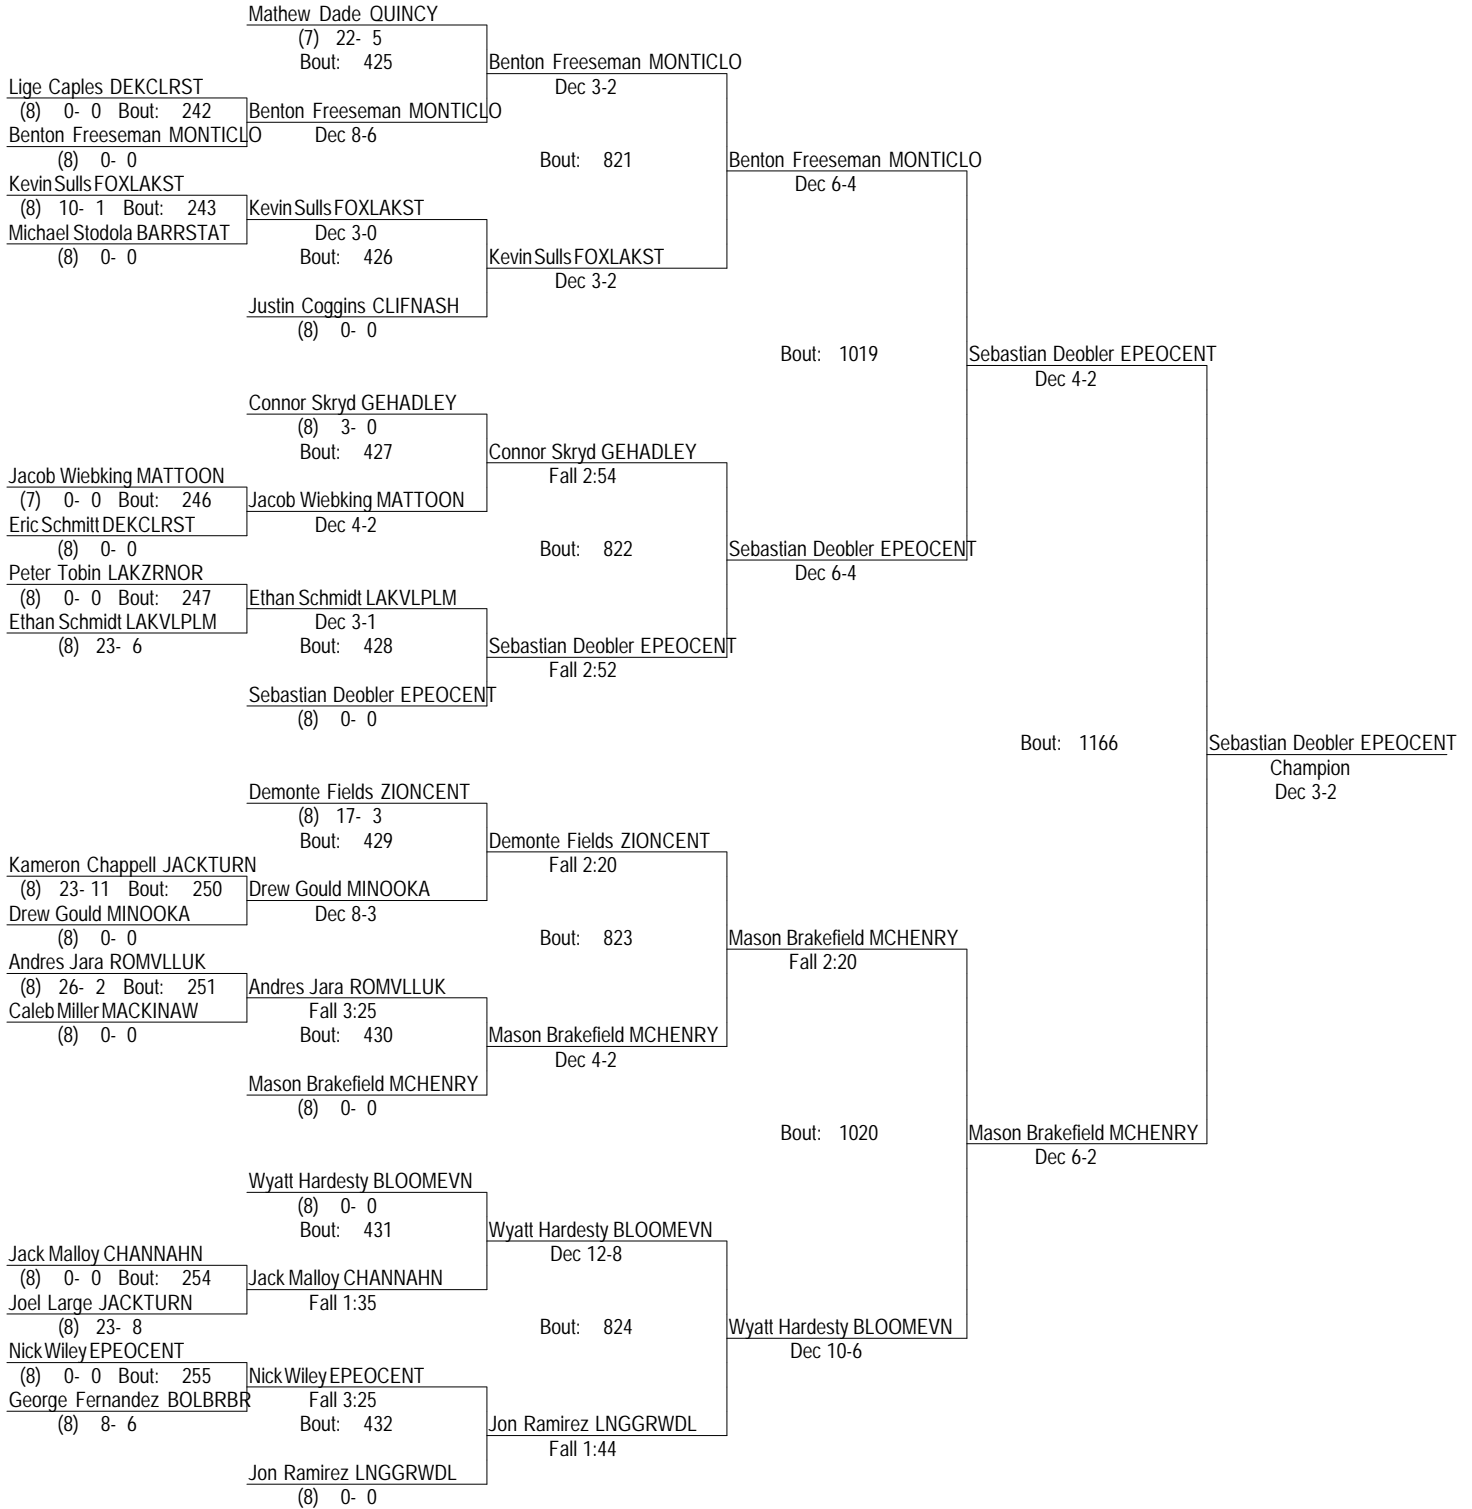 Mathew Dade QUINCY
(7) 22- 5
Bout: 425
Benton Freeseman MONTICLO
Dec 3-2
Lige Caples DEKCLRST
(8) 0- 0 Bout: 242
Benton Freeseman MONTICLO
Benton Freeseman MONTICLO
Dec 8-6
(8) 0- 0
Bout: 821
Benton Freeseman MONTICLO
Dec 6-4
Kevin Sulls FOXLAKST
(8) 10- 1 Bout: 243
Kevin Sulls FOXLAKST
Michael Stodola BARRSTAT
Dec 3-0
(8) 0- 0
Bout: 426
Kevin Sulls FOXLAKST
Dec 3-2
Justin Coggins CLIFNASH
(8) 0- 0
Bout: 1019
Sebastian Deobler EPEOCENT
Dec 4-2
Connor Skryd GEHADLEY
(8) 3- 0
Bout: 427
Connor Skryd GEHADLEY
Fall 2:54
Jacob Wiebking MATTOON
(7) 0- 0 Bout: 246
Jacob Wiebking MATTOON
Eric Schmitt DEKCLRST
Dec 4-2
(8) 0- 0
Bout: 822
Sebastian Deobler EPEOCENT
Dec 6-4
Peter Tobin LAKZRNOR
(8) 0- 0 Bout: 247
Ethan Schmidt LAKVLPLM
Ethan Schmidt LAKVLPLM
Dec 3-1
(8) 23- 6
Bout: 428
Sebastian Deobler EPEOCENT
Fall 2:52
Sebastian Deobler EPEOCENT
(8) 0- 0
Bout: 1166
Sebastian Deobler EPEOCENT
Champion
Dec 3-2
Demonte Fields ZIONCENT
(8) 17- 3
Bout: 429
Demonte Fields ZIONCENT
Fall 2:20
Kameron Chappell JACKTURN
(8) 23- 11 Bout: 250
Drew Gould MINOOKA
Drew Gould MINOOKA
Dec 8-3
(8) 0- 0
Bout: 823
Mason Brakefield MCHENRY
Fall 2:20
Andres Jara ROMVLLUK
(8) 26- 2 Bout: 251
Andres Jara ROMVLLUK
Caleb Miller MACKINAW
Fall 3:25
(8) 0- 0
Bout: 430
Mason Brakefield MCHENRY
Dec 4-2
Mason Brakefield MCHENRY
(8) 0- 0
Bout: 1020
Mason Brakefield MCHENRY
Dec 6-2
Wyatt Hardesty BLOOMEVN
(8) 0- 0
Bout: 431
Wyatt Hardesty BLOOMEVN
Dec 12-8
Jack Malloy CHANNAHN
(8) 0- 0 Bout: 254
Jack Malloy CHANNAHN
Joel Large JACKTURN
Fall 1:35
(8) 23- 8
Bout: 824
Wyatt Hardesty BLOOMEVN
Dec 10-6
Nick Wiley EPEOCENT
(8) 0- 0 Bout: 255
Nick Wiley EPEOCENT
George Fernandez BOLBRBR
Fall 3:25
(8) 8- 6
Bout: 432
Jon Ramirez LNGGRWDL
Fall 1:44
Jon Ramirez LNGGRWDL
(8) 0- 0